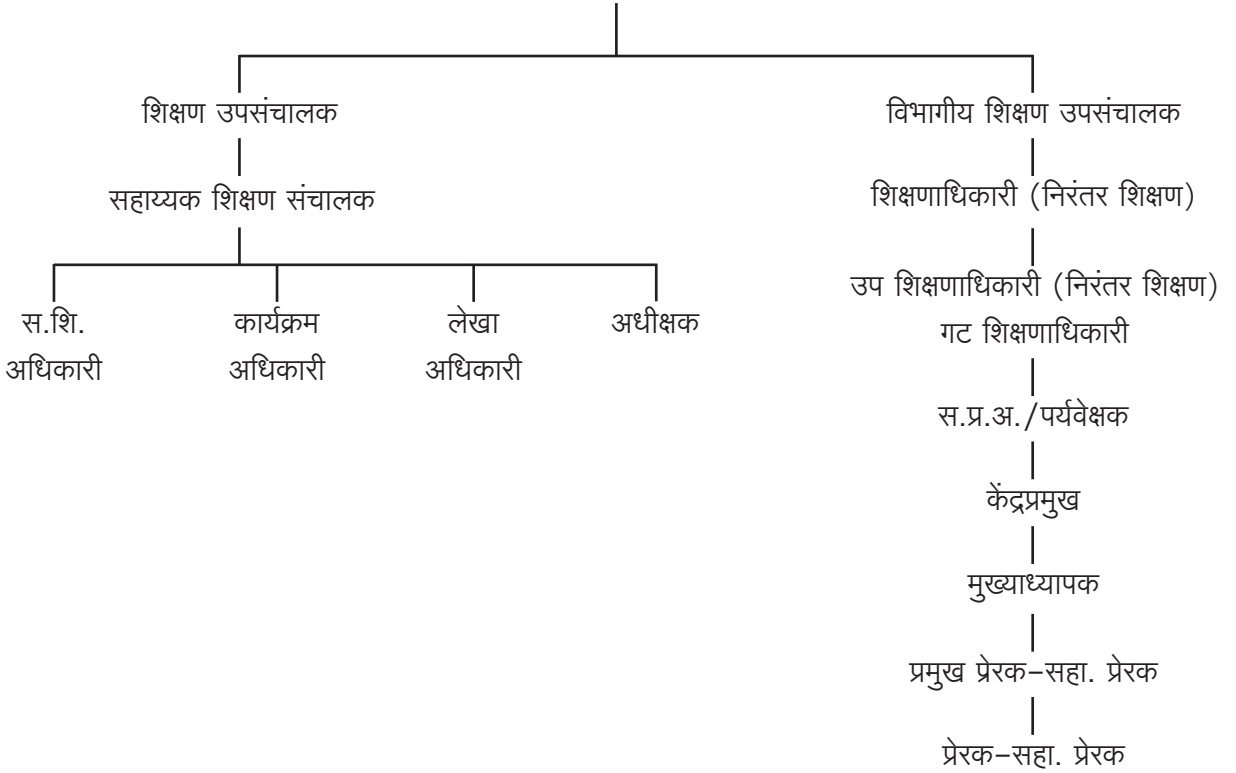 शिक्षण उपसंचालक
विभागीय शिक्षण उपसंचालक
सहाय्यक शिक्षण संचालक
शिक्षणाधिकारी (निरंतर शिक्षण)
उप शिक्षणाधिकारी (निरंतर शिक्षण)
गट शिक्षणाधिकारी
स.शि.
अधिकारी
कार्यक्रम
अधिकारी
लेखा
अधिकारी
अधीक्षक
स.प्र.अ./पर्यवेक्षक
केंद्रप्रमुख
मुख्याध्यापक
प्रमुख प्रेरक–सहा. प्रेरक
प्रेरक–सहा. प्रेरक